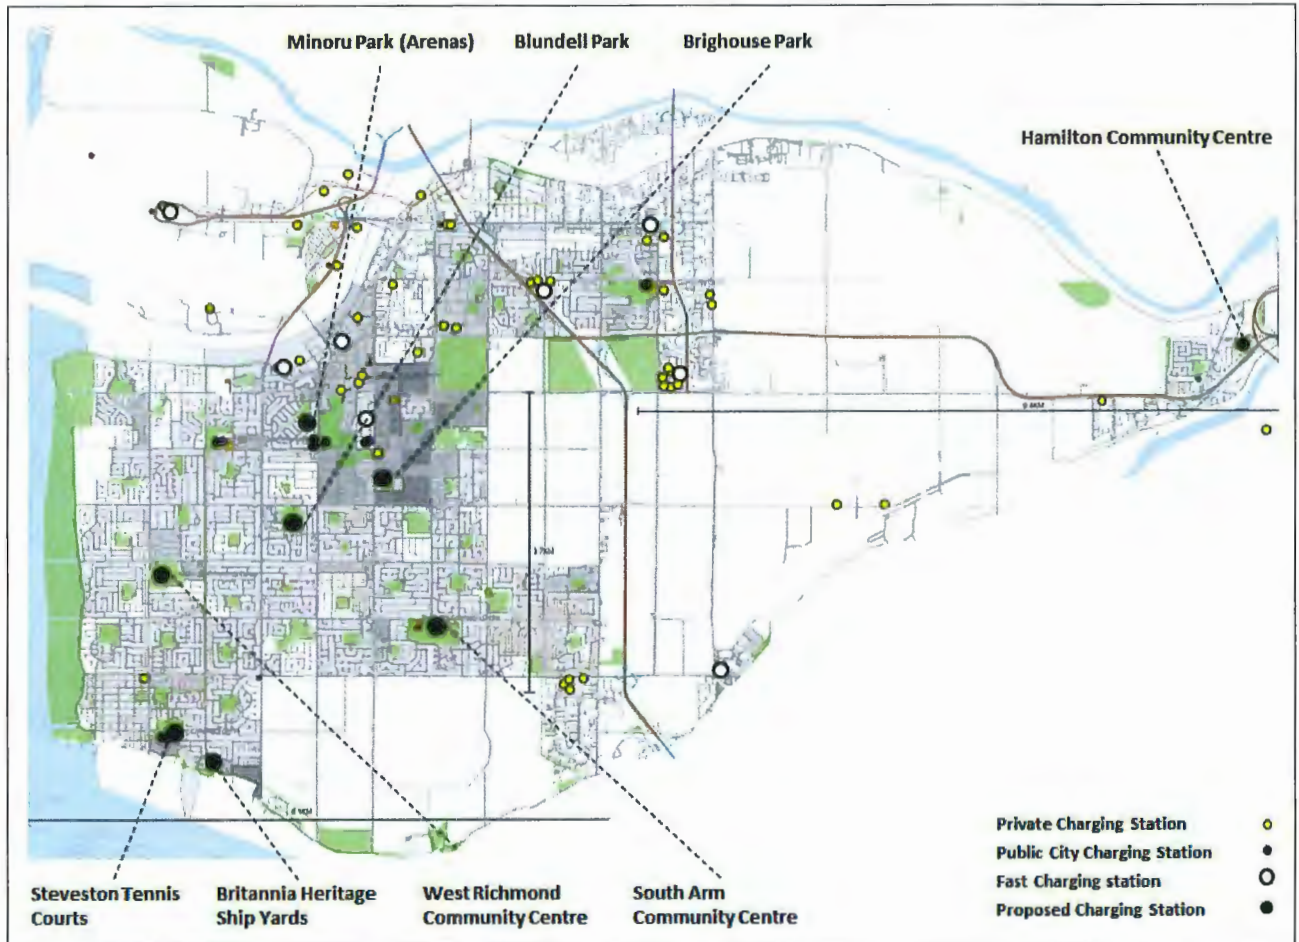 Minoru Park (Arenas)
Blundell Park
Brighouse Park
Hamilton Community Centre
Steveston Tennis
Courts
Britannia Heritage
Ship Yards
West Richmond
Community Centre
South Arm
Community Centre
Private Charging Station
Public City Charging Station
Fast Charging station
Proposed Charging Station